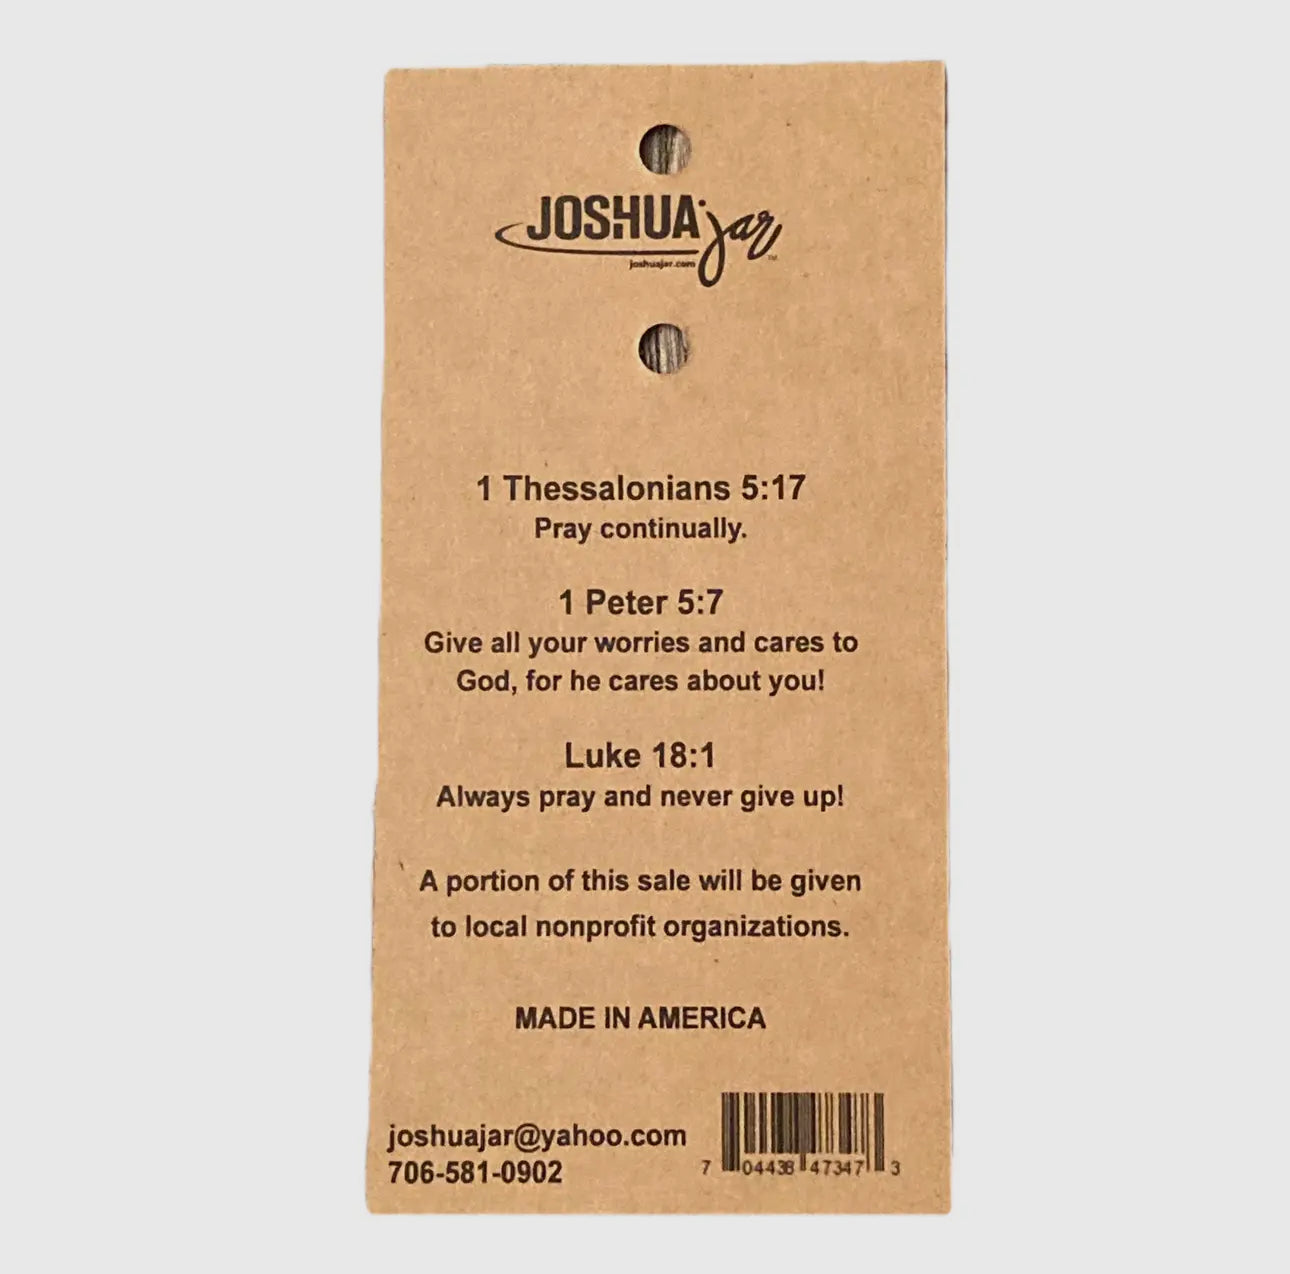 JOSHUA jar
joshuajar.com
TM
1 Thessalonians 5:17
Pray continually.
1 Peter 5:7
Give all your worries and cares to
God, for he cares about you!
Luke 18:1
Always pray and never give up!
A portion of this sale will be given
to local nonprofit organizations.
MADE IN AMERICA
joshuajar@yahoo.com
706-581-0902
7 04438 47347 3